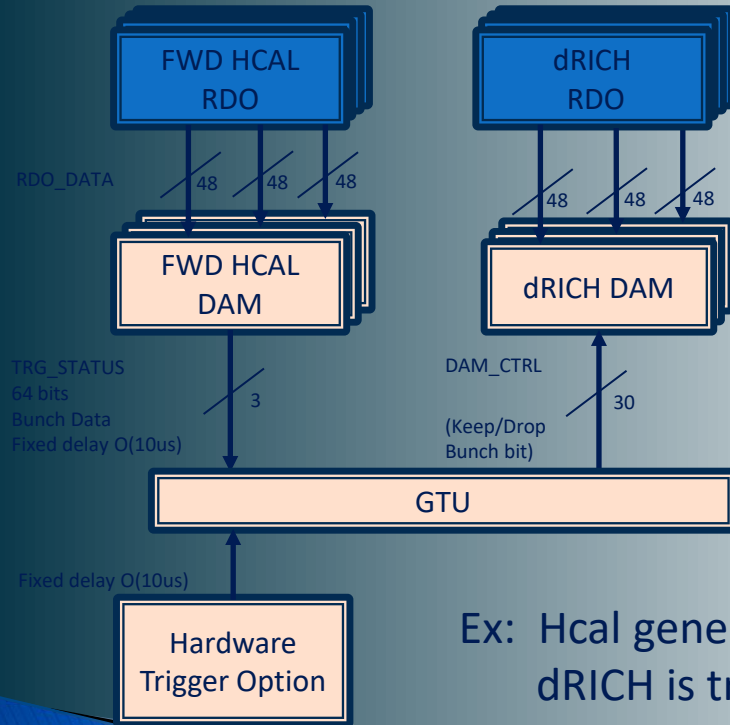 FWD HCAL
RDO
dRICH
RDO
RDO_DATA
48
48
48
48
48
48
FWD HCAL
DAM
dRICH DAM
TRG_STATUS
64 bits
Bunch Data
Fixed delay O(10us)
3
DAM_CTRL
(Keep/Drop
Bunch bit)
30
GTU
Fixed delay O(10us)
Hardware
Trigger Option
Ex: Hcal gene
dRICH is tr